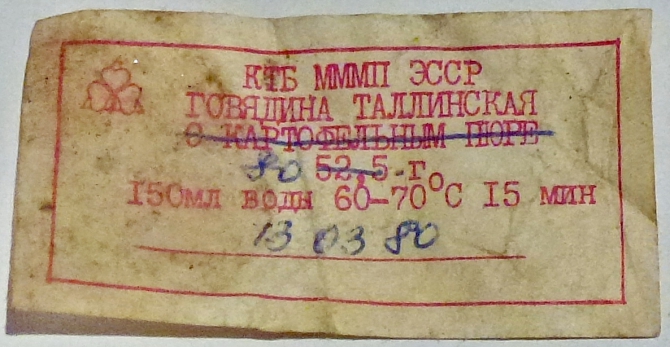 КТБ МММП ЭССР
ГОВЯДИНА ТАЛЛИНСКАЯ
С КАРТОФЕЛЬНЫМ ПЮРЕ
80 52,5 г.
150мл воды 60-70°С 15 мин
13 03 80